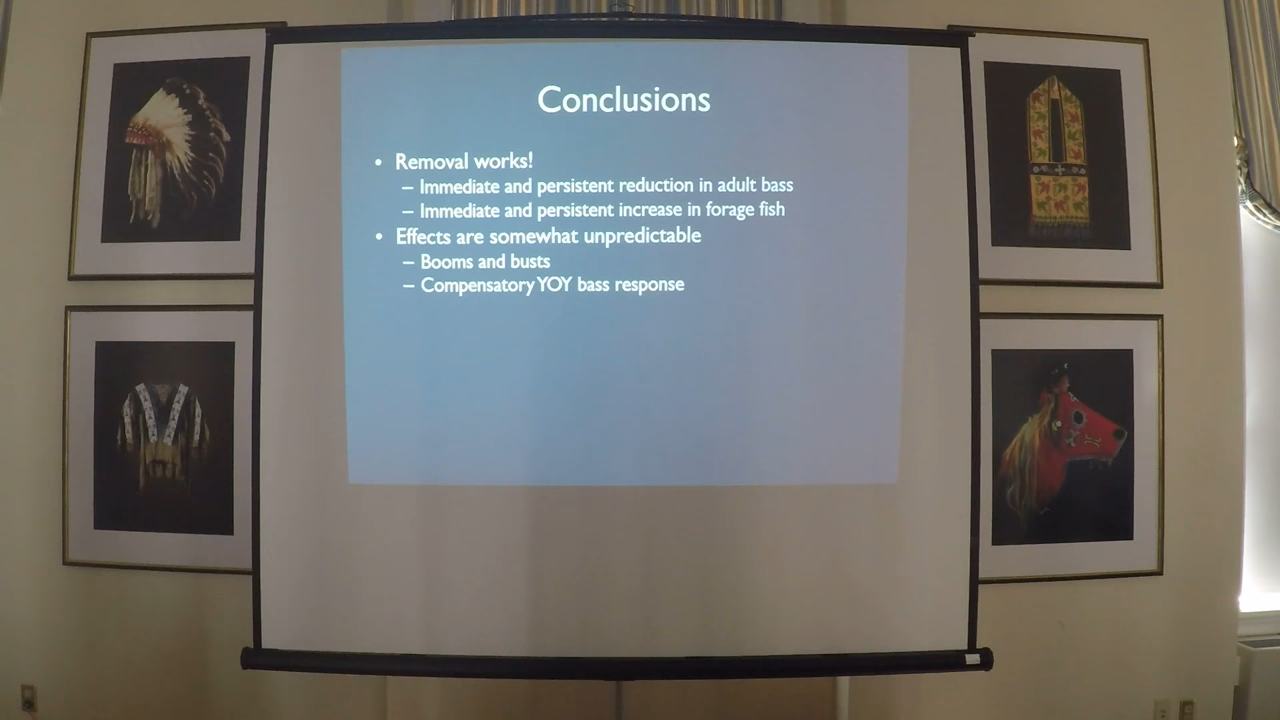 Conclusions
• Removal works!
– Immediate and persistent reduction in adult bass
– Immediate and persistent increase in forage fish
• Effects are somewhat unpredictable
– Booms and busts
– Compensatory YOY bass response